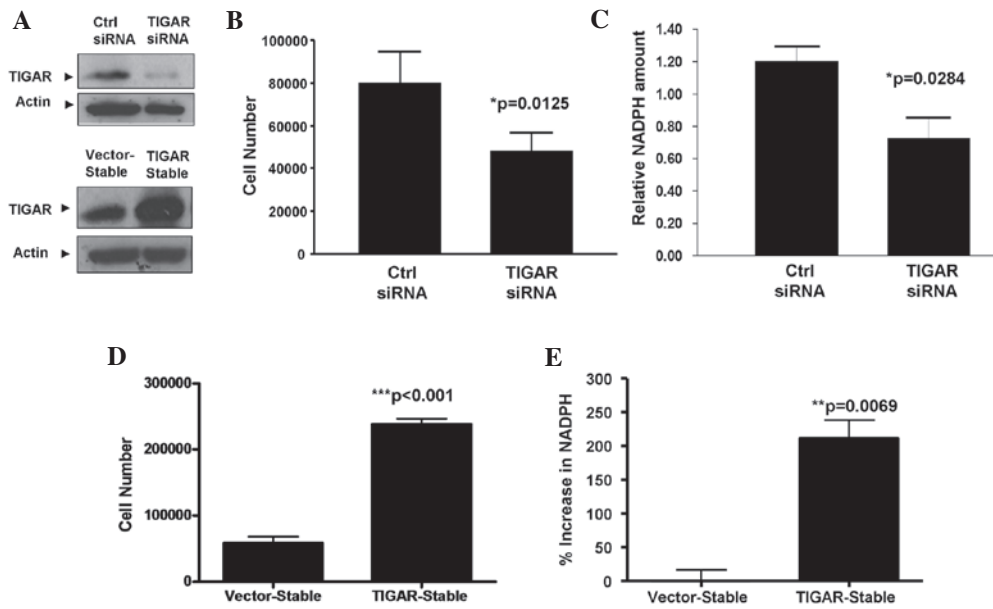 A
Ctrl siRNA
TIGAR siRNA
TIGAR
Actin
Vector-Stable
TIGAR Stable
TIGAR
Actin
B
Cell Number
100000
80000
60000
40000
20000
0
*p=0.0125
Ctrl siRNA
TIGAR siRNA
C
Relative NADPH amount
1.40
1.20
1.00
0.80
0.60
0.40
0.20
0.00
*p=0.0284
Ctrl siRNA
TIGAR siRNA
D
Cell Number
300000
200000
100000
0
***p<0.001
Vector-Stable
TIGAR-Stable
E
% Increase in NADPH
300
250
200
150
100
50
0
**p=0.0069
Vector-Stable
TIGAR-Stable